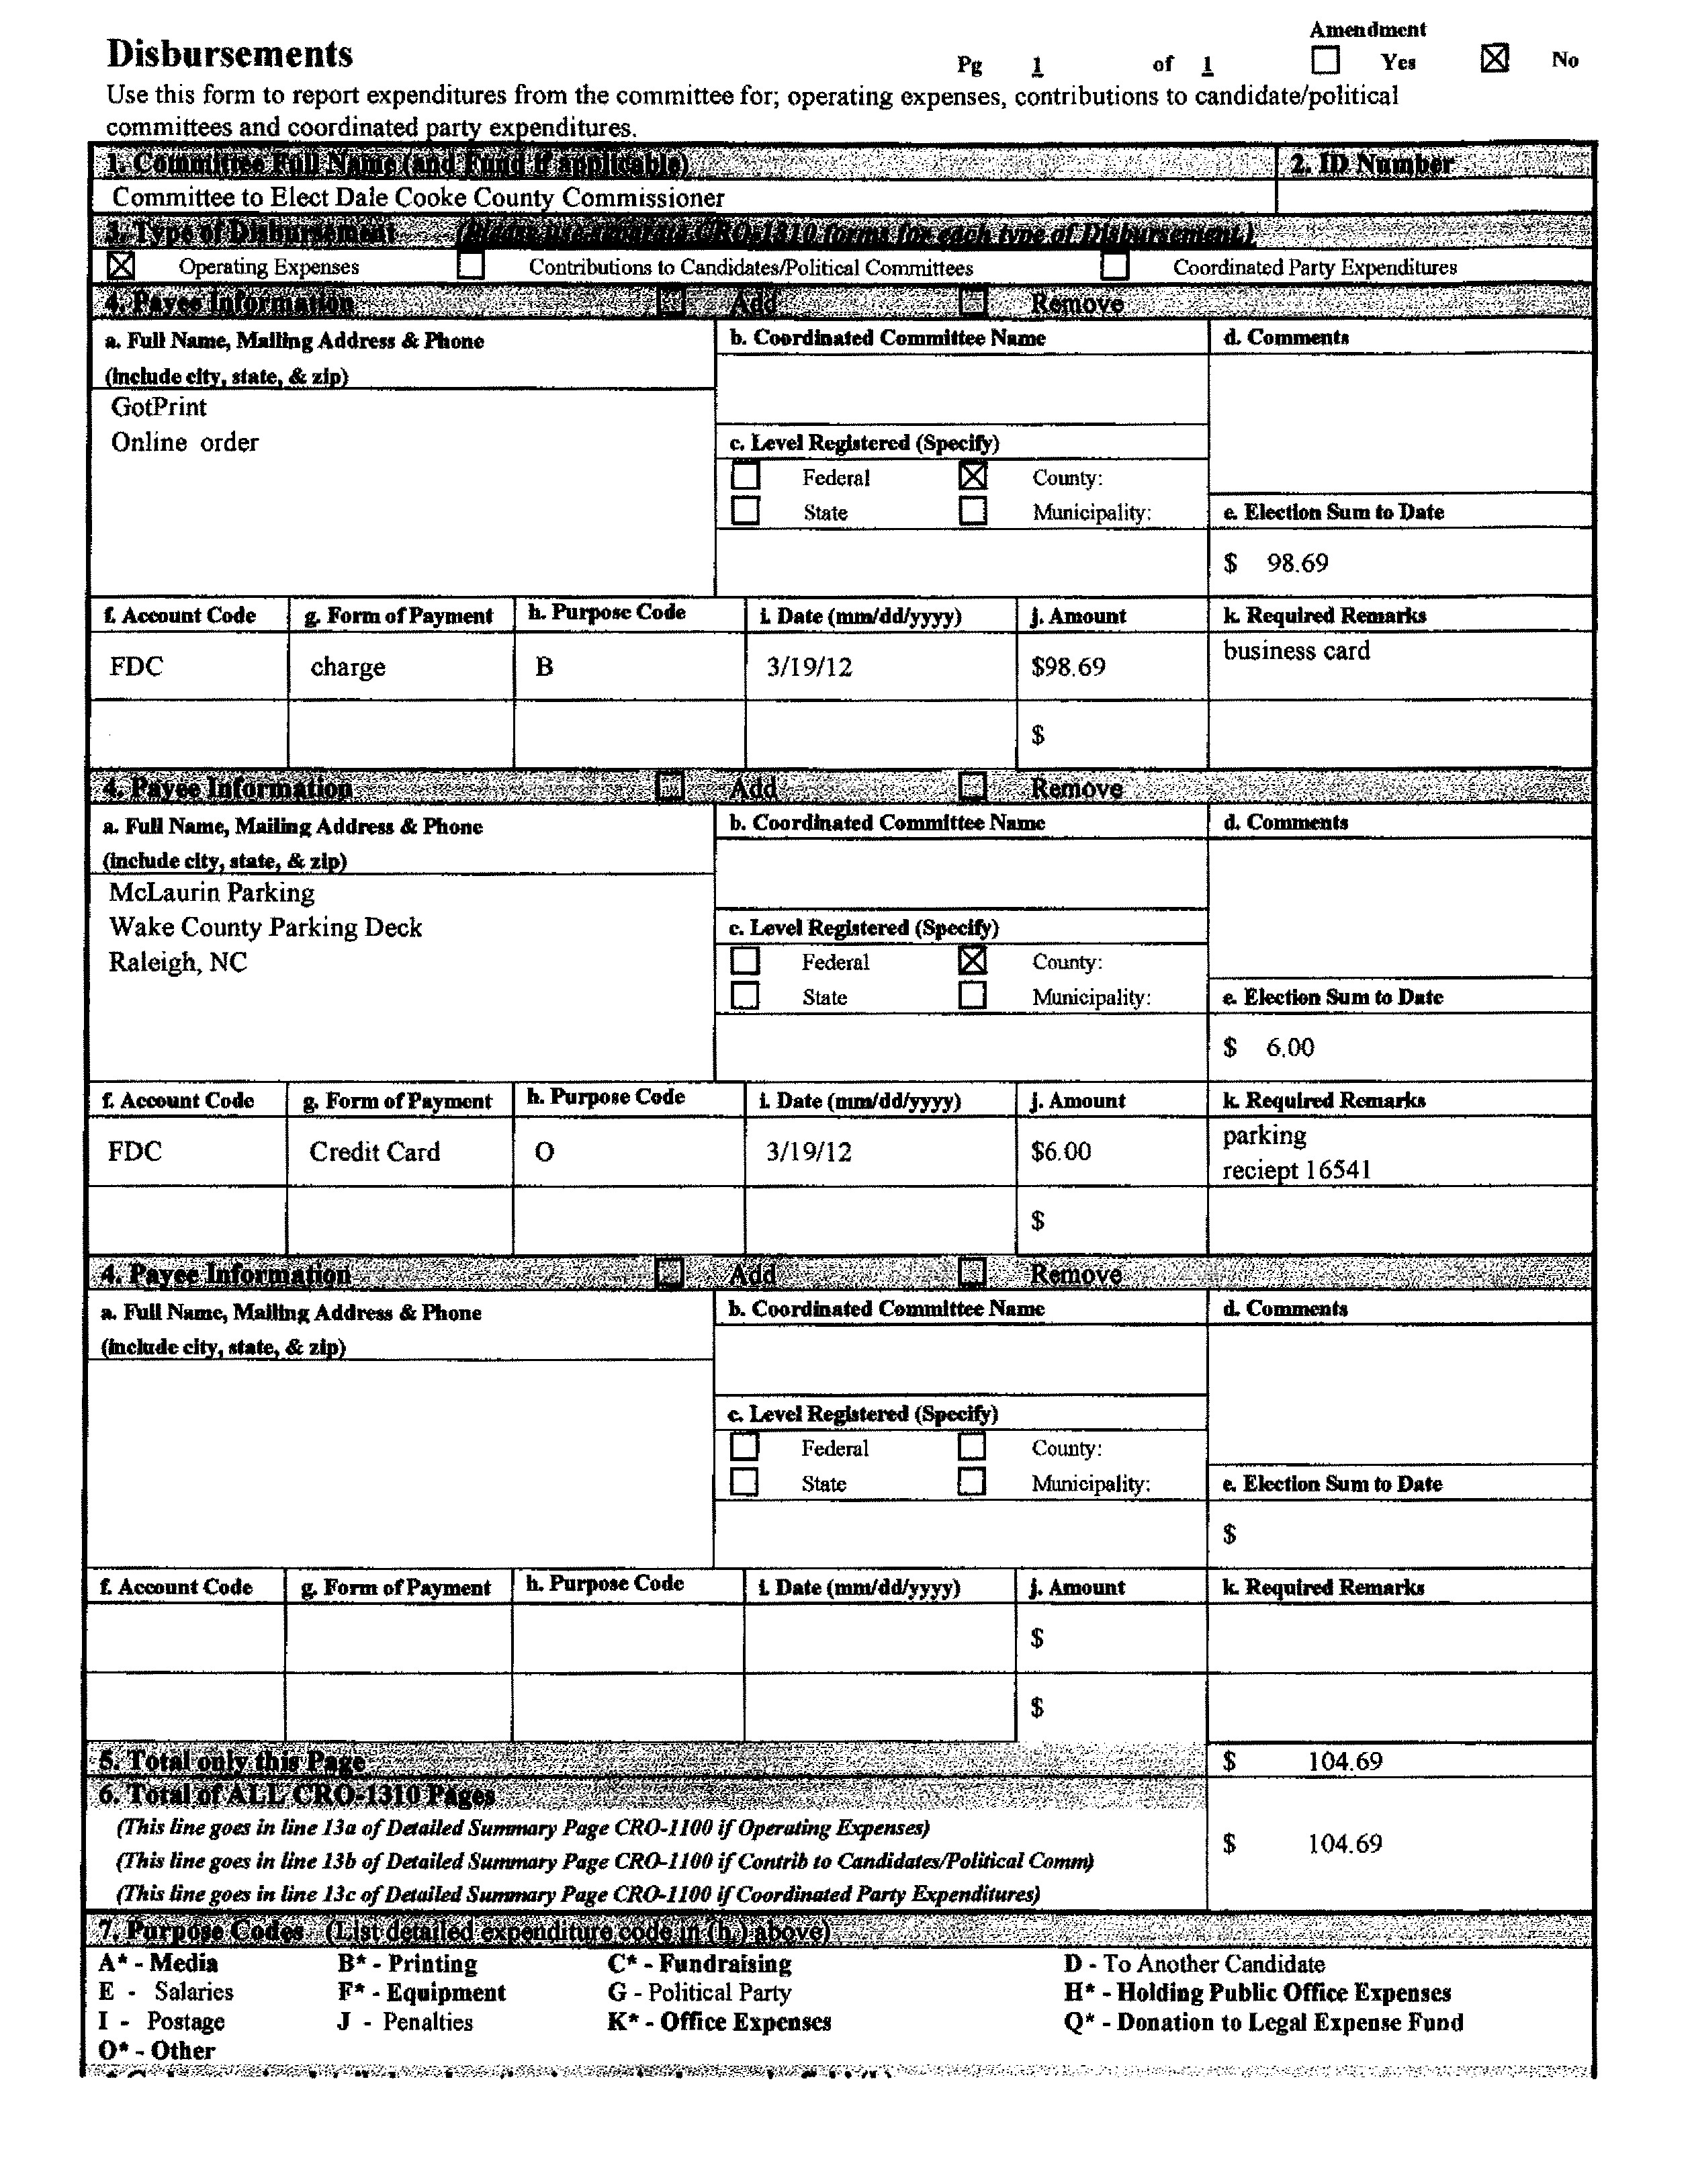 Amendment
Disbursements Pg 1 of 1 Yes No
Use this form to report expenditures from the committee for; operating expenses, contributions to candidate/political
committees and coordinated party expenditures.
1. Committee Full Name (and Fund if applicable) 2. ID Number
Committee to Elect Dale Cooke County Commissioner
3. Type of Disbursement (Please use separate CRO-1310 forms for each type of Disbursement.)
Operating Expenses Contributions to Candidates/Political Committees Coordinated Party Expenditures
4. Payee Information Add Remove
a. Full Name, Mailing Address & Phone b. Coordinated Committee Name d. Comments
(include city, state, & zip)
GotPrint
Online order c. Level Registered (Specify)
Federal County:
State Municipality: e. Election Sum to Date
$ 98.69
f. Account Code g. Form of Payment h. Purpose Code i. Date (mm/dd/yyyy) j. Amount k. Required Remarks
FDC charge B 3/19/12 $98.69 business card
$
4. Payee Information Add Remove
a. Full Name, Mailing Address & Phone b. Coordinated Committee Name d. Comments
(include city, state, & zip)
McLaurin Parking
Wake County Parking Deck c. Level Registered (Specify)
Raleigh, NC Federal County:
State Municipality: e. Election Sum to Date
$ 6.00
f. Account Code g. Form of Payment h. Purpose Code i. Date (mm/dd/yyyy) j. Amount k. Required Remarks
FDC Credit Card O 3/19/12 $6.00 parking
reciept 16541
$
4. Payee Information Add Remove
a. Full Name, Mailing Address & Phone b. Coordinated Committee Name d. Comments
(include city, state, & zip)
c. Level Registered (Specify)
Federal County:
State Municipality: e. Election Sum to Date
$
f. Account Code g. Form of Payment h. Purpose Code i. Date (mm/dd/yyyy) j. Amount k. Required Remarks
$
$
5. Total only this Page $ 104.69
6. Total of ALL CRO-1310 Pages
(This line goes in line 13a of Detailed Summary Page CRO-1100 if Operating Expenses)
$ 104.69
(This line goes in line 13b of Detailed Summary Page CRO-1100 if Contrib to Candidates/Political Comm)
(This line goes in line 13c of Detailed Summary Page CRO-1100 if Coordinated Party Expenditures)
7. Purpose Codes (List detailed expenditure code in (h.) above)
A* - Media B* - Printing C* - Fundraising D - To Another Candidate
E - Salaries F* - Equipment G - Political Party H* - Holding Public Office Expenses
I - Postage J - Penalties K* - Office Expenses Q* - Donation to Legal Expense Fund
O* - Other